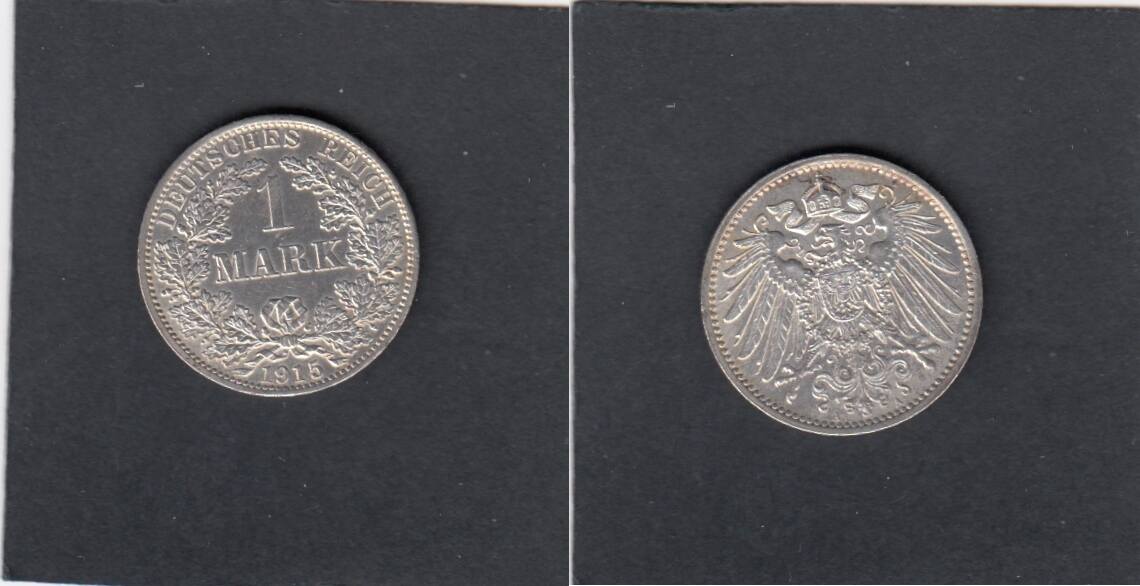 DEUTSCHES REICH
1
MARK
1915